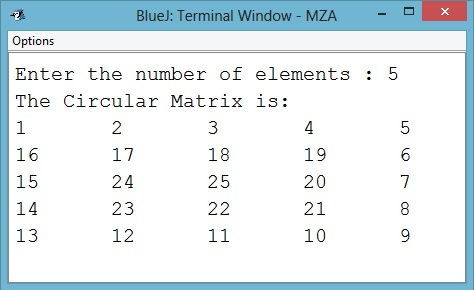 BlueJ: Terminal Window - MZA
Options
Enter the number of elements : 5
The Circular Matrix is:
1 2 3 4 5
16 17 18 19 6
15 24 25 20 7
14 23 22 21 8
13 12 11 10 9